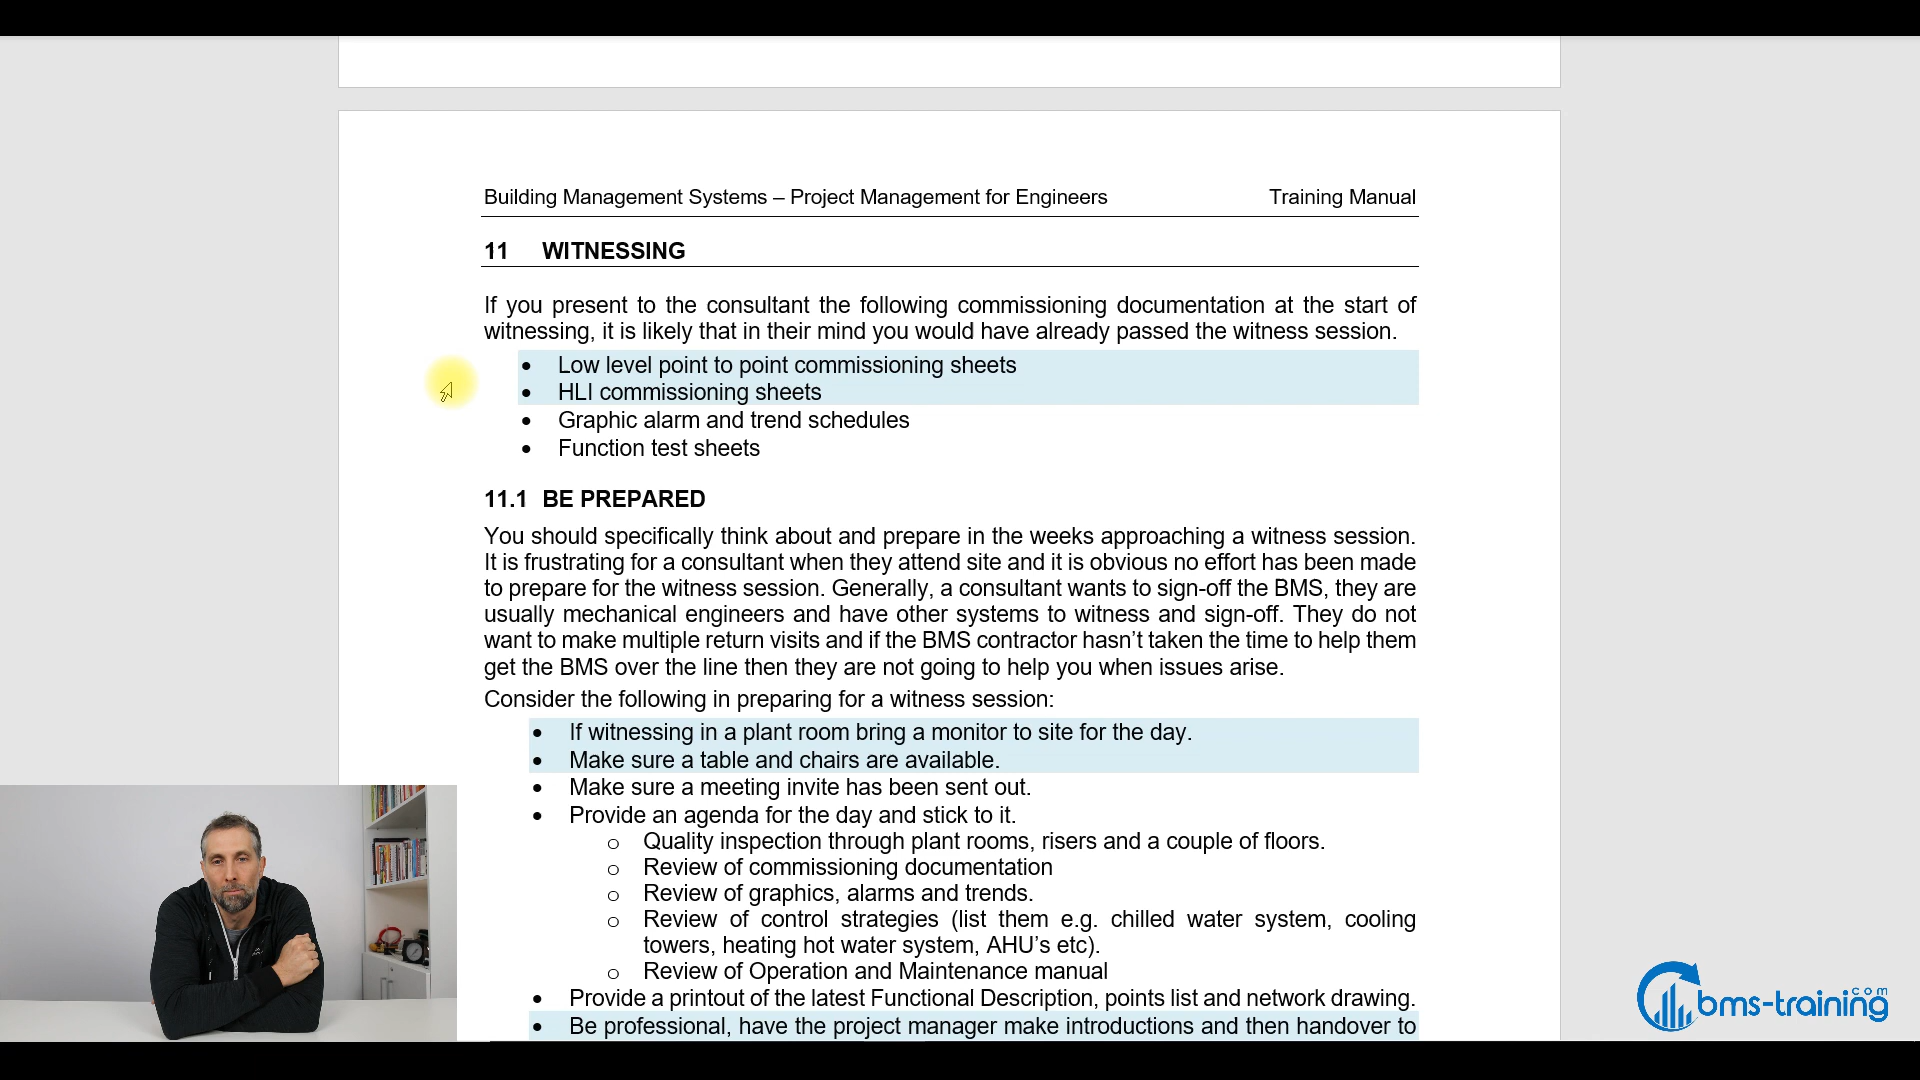 Building Management Systems – Project Management for Engineers Training Manual
11 WITNESSING
If you present to the consultant the following commissioning documentation at the start of
witnessing, it is likely that in their mind you would have already passed the witness session.
• Low level point to point commissioning sheets
• HLI commissioning sheets
• Graphic alarm and trend schedules
• Function test sheets
11.1 BE PREPARED
You should specifically think about and prepare in the weeks approaching a witness session.
It is frustrating for a consultant when they attend site and it is obvious no effort has been made
to prepare for the witness session. Generally, a consultant wants to sign-off the BMS, they are
usually mechanical engineers and have other systems to witness and sign-off. They do not
want to make multiple return visits and if the BMS contractor hasn’t taken the time to help them
get the BMS over the line then they are not going to help you when issues arise.
Consider the following in preparing for a witness session:
• If witnessing in a plant room bring a monitor to site for the day.
• Make sure a table and chairs are available.
• Make sure a meeting invite has been sent out.
• Provide an agenda for the day and stick to it.
o Quality inspection through plant rooms, risers and a couple of floors.
o Review of commissioning documentation
o Review of graphics, alarms and trends.
o Review of control strategies (list them e.g. chilled water system, cooling
towers, heating hot water system, AHU’s etc).
o Review of Operation and Maintenance manual
• Provide a printout of the latest Functional Description, points list and network drawing.
• Be professional, have the project manager make introductions and then handover to
bms-training.com